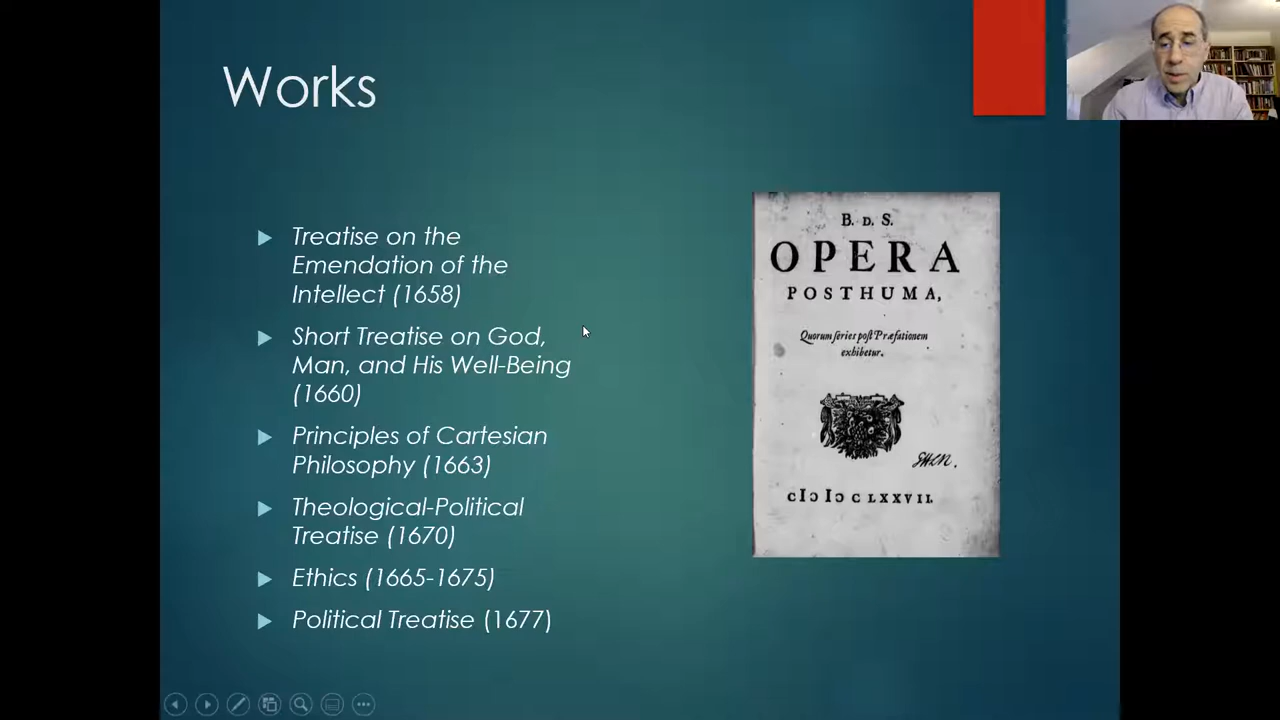 Works
Treatise on the
Emendation of the
Intellect (1658)
Short Treatise on God,
Man, and His Well-Being
(1660)
Principles of Cartesian
Philosophy (1663)
Theological-Political
Treatise (1670)
Ethics (1665-1675)
Political Treatise (1677)
B. D. S.
OPERA
POSTHUMA,
Quorum ſeries poſt Præfationem
exhibetur.
cIↄ Iↄ c LXXVII.